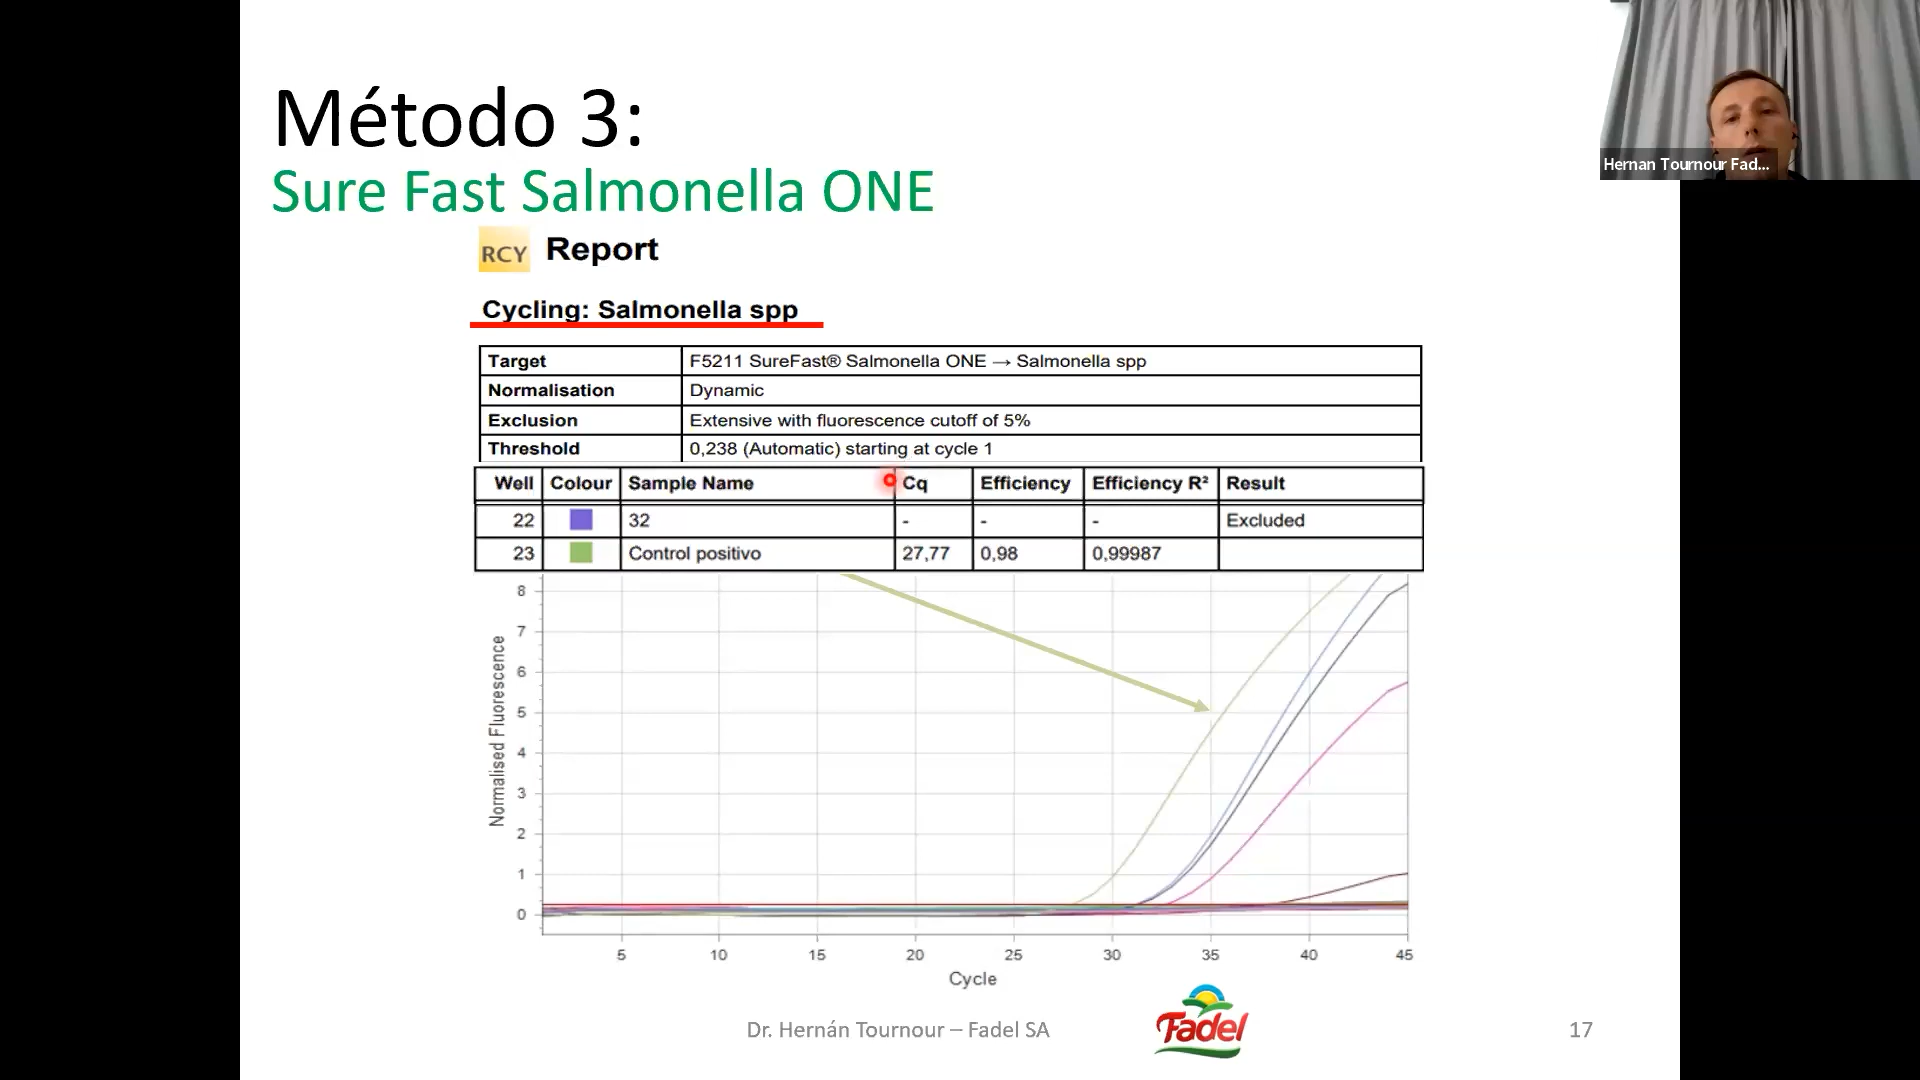 Método 3:
Sure Fast Salmonella ONE
Hernan Tournour Fad...
RCY Report
Cycling: Salmonella spp
Target F5211 SureFast® Salmonella ONE → Salmonella spp
Normalisation Dynamic
Exclusion Extensive with fluorescence cutoff of 5%
Threshold 0,238 (Automatic) starting at cycle 1
Well Colour Sample Name Cq Efficiency Efficiency R² Result
22 32 - - - Excluded
23 Control positivo 27,77 0,98 0,99987
Normalised Fluorescence
8
7
6
5
4
3
2
1
0
5 10 15 20 25 30 35 40 45
Cycle
Dr. Hernán Tournour – Fadel SA
Fadel
17